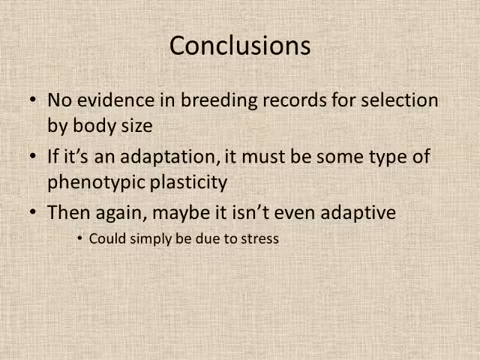 Conclusions
• No evidence in breeding records for selection
by body size
• If it's an adaptation, it must be some type of
phenotypic plasticity
• Then again, maybe it isn't even adaptive
• Could simply be due to stress